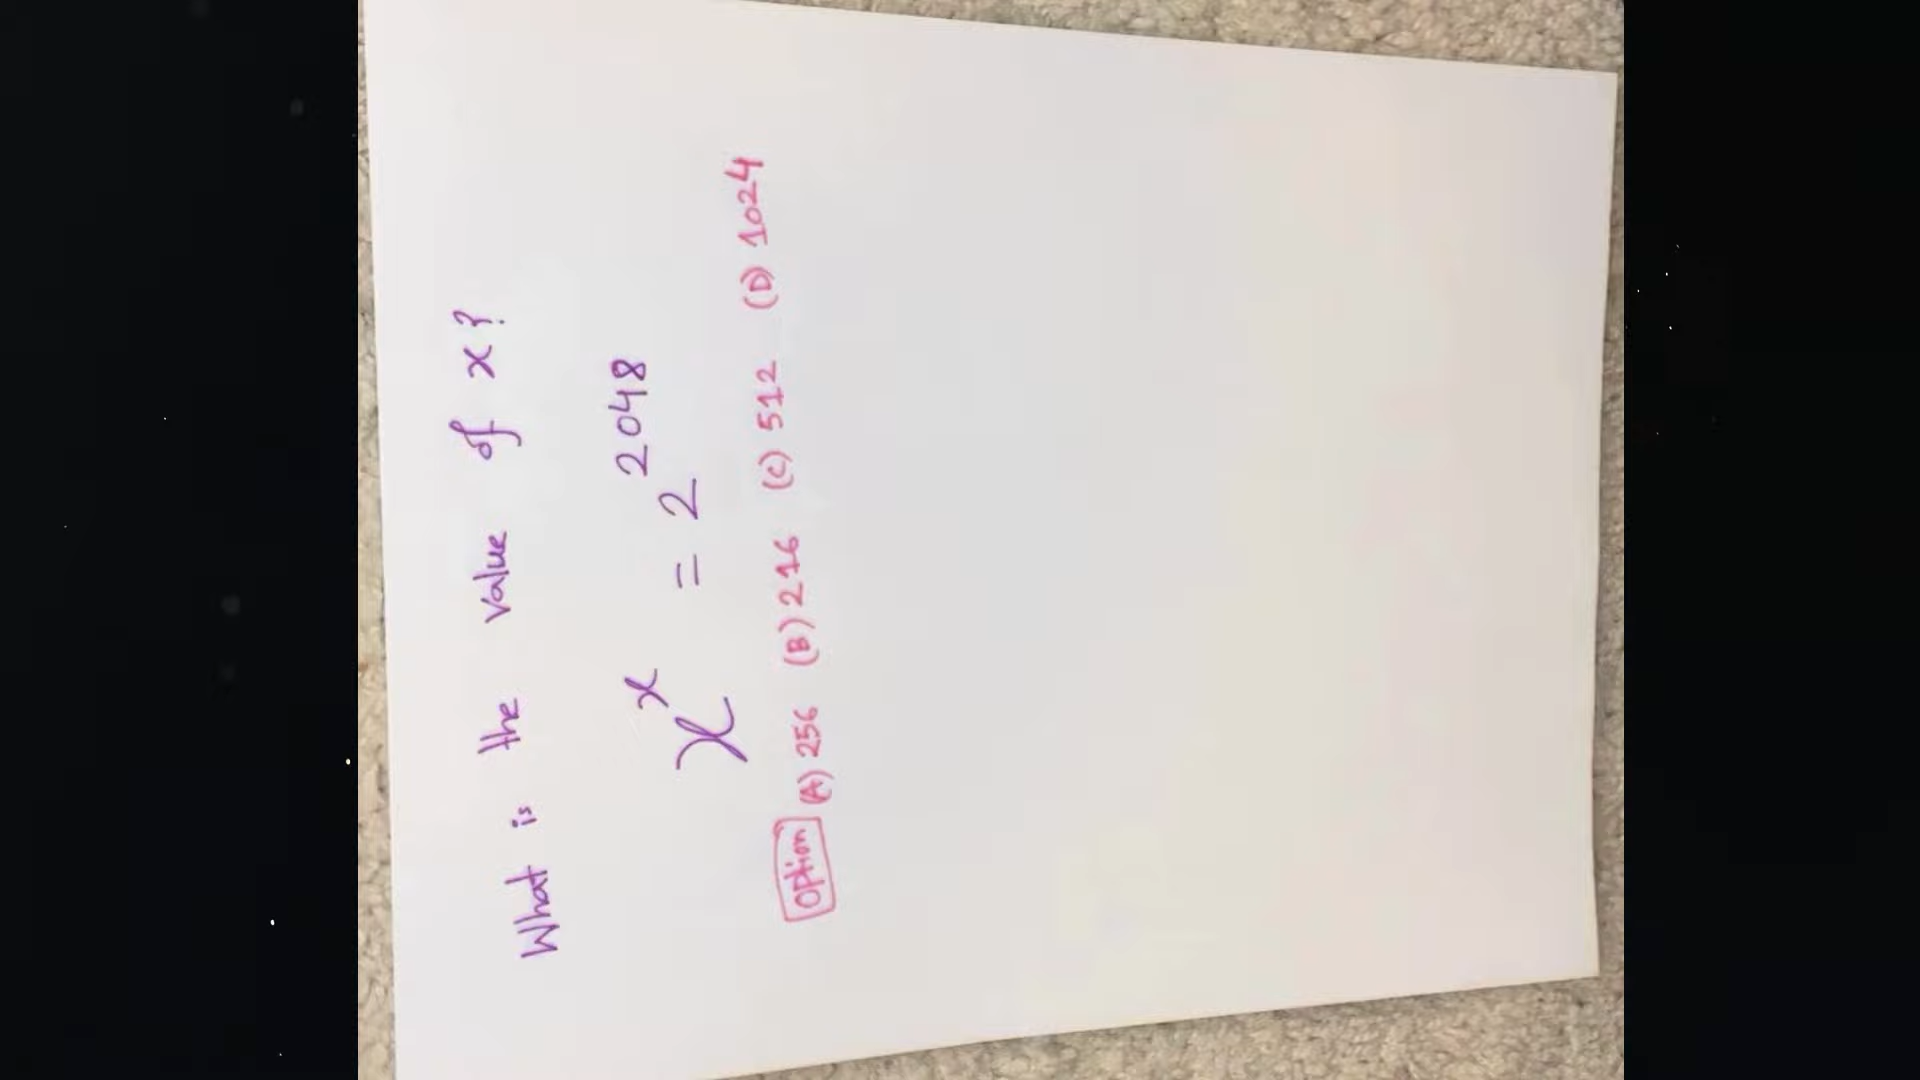 What is the value of x?
x^x = 2^2048
Option (A) 256 (B) 216 (C) 512 (D) 1024